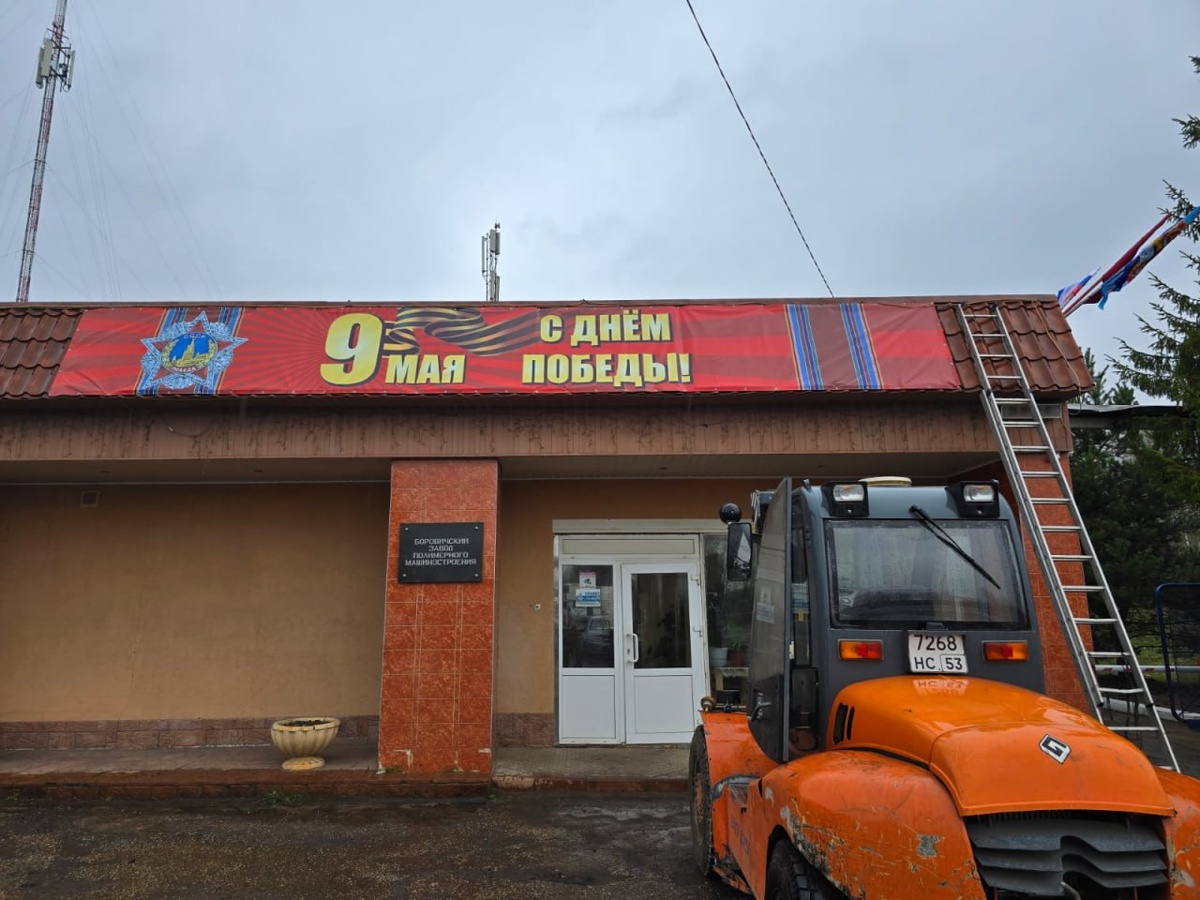 9 МАЯ
С ДНЁМ
ПОБЕДЫ!
БОРОВИЧСКИЙ
ЗАВОД
ПОЛИМЕРНОГО
МАШИНОСТРОЕНИЯ
7268
НС 53